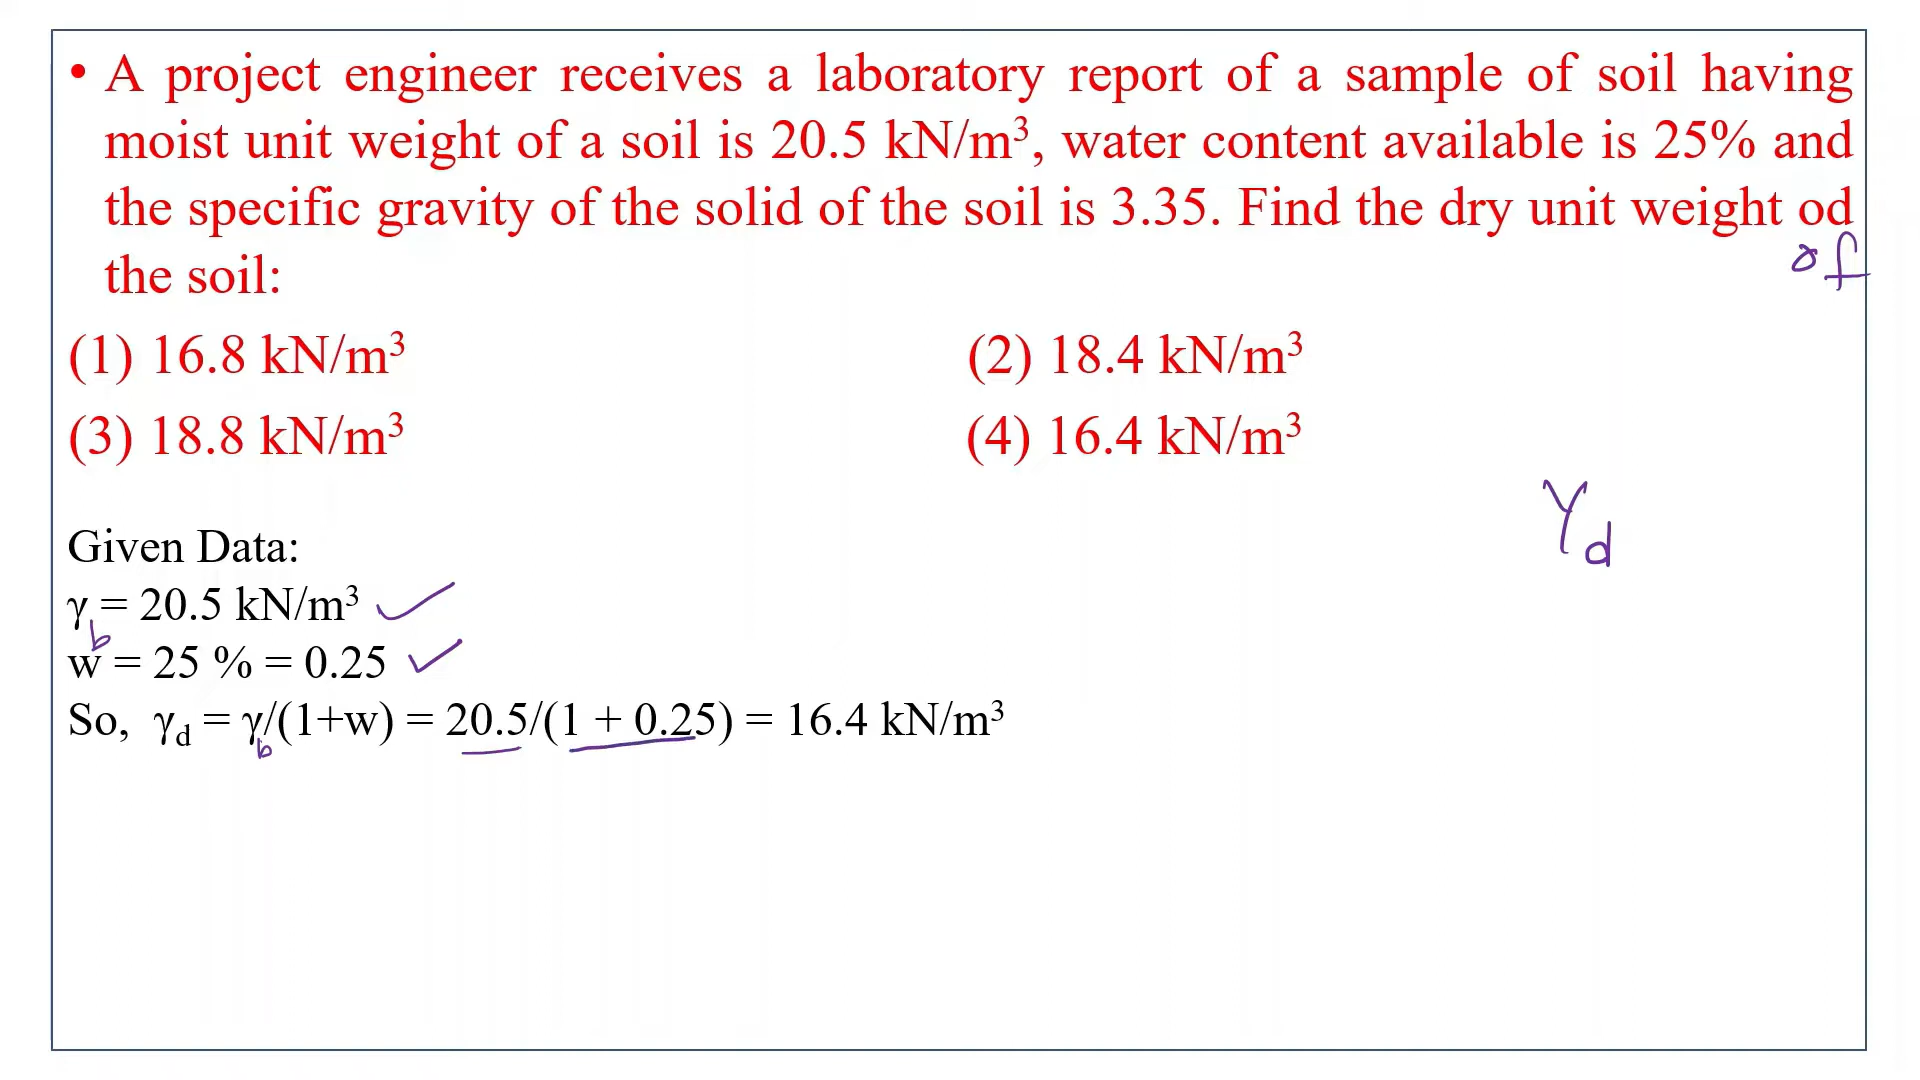 • A project engineer receives a laboratory report of a sample of soil having
moist unit weight of a soil is 20.5 kN/m³, water content available is 25% and
the specific gravity of the solid of the soil is 3.35. Find the dry unit weight od
of
the soil:
(1) 16.8 kN/m³ (2) 18.4 kN/m³
(3) 18.8 kN/m³ (4) 16.4 kN/m³
γd
Given Data:
γ = 20.5 kN/m³
b
w = 25 % = 0.25
So, γd = γ/(1+w) = 20.5/(1 + 0.25) = 16.4 kN/m³
b